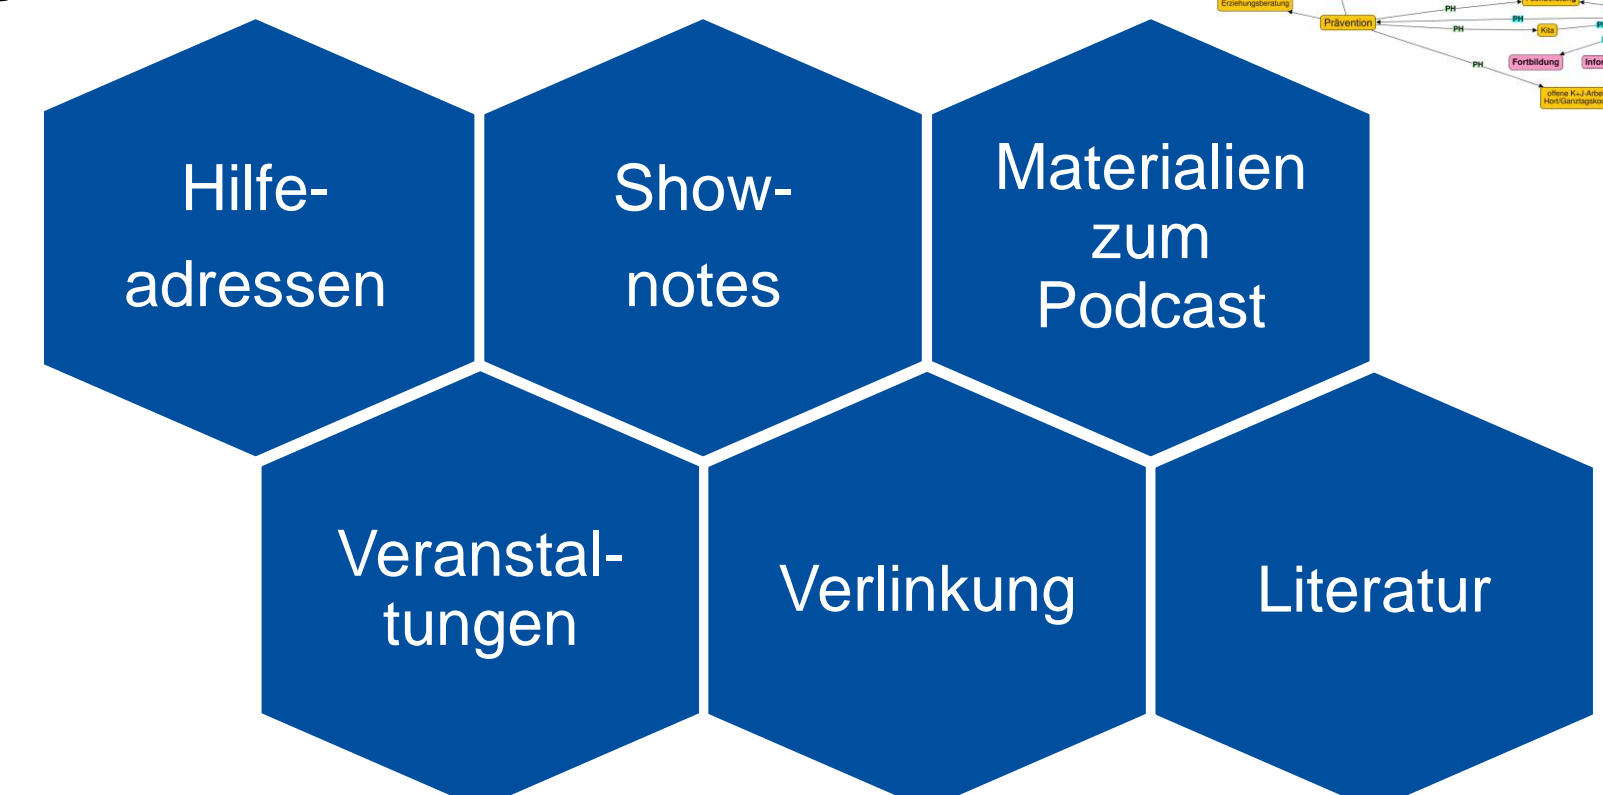 Erziehungsberatung
Prävention
PH
PH
PH
PH
Kita
Fortbildung
Hilfe-
adressen
Show-
notes
Materialien
zum
Podcast
Veranstal-
tungen
Verlinkung
Literatur